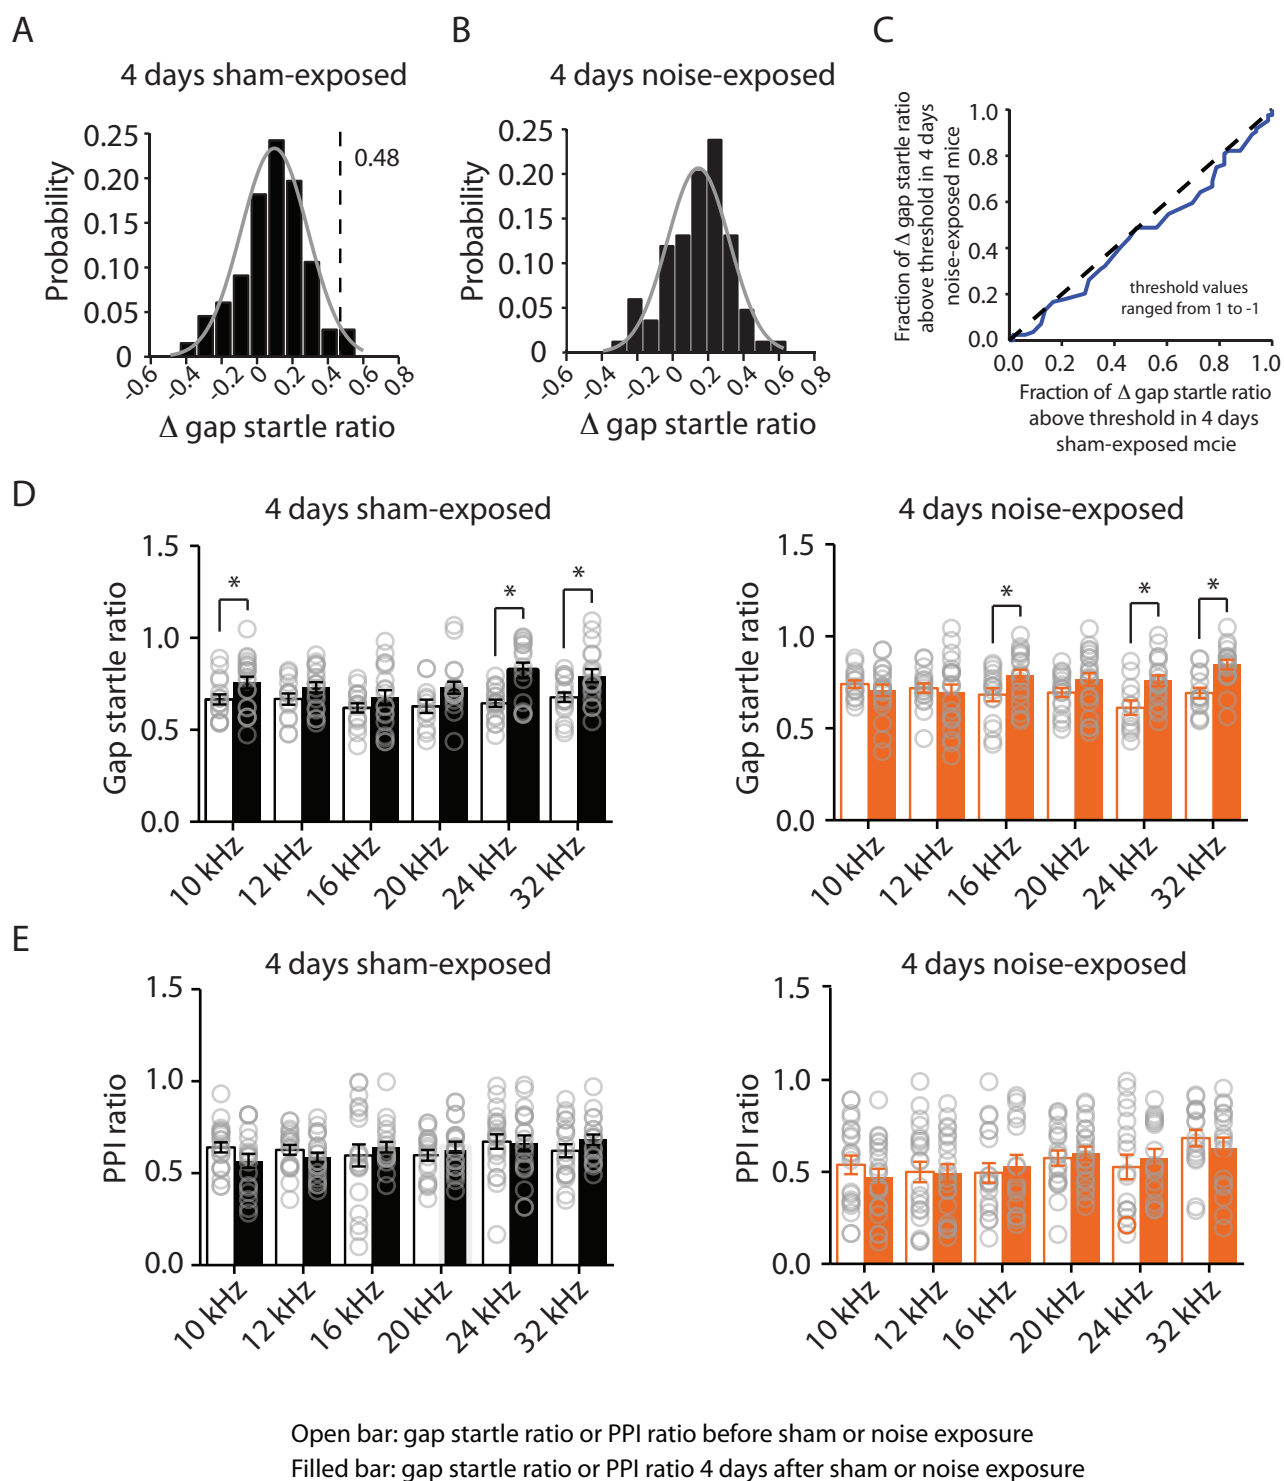 A
B
C
4 days sham-exposed
4 days noise-exposed
Probability
0.25
0.20
0.15
0.10
0.05
0
0.48
-0.6
-0.4
-0.2
0
0.2
0.4
0.6
0.8
Δ gap startle ratio
Probability
0.25
0.20
0.15
0.10
0.05
0
-0.6
-0.4
-0.2
0
0.2
0.4
0.6
0.8
Δ gap startle ratio
Fraction of Δ gap startle ratio
above threshold in 4 days
noise-exposed mice
1.0
0.8
0.6
0.4
0.2
0.0
threshold values
ranged from 1 to -1
0.0
0.2
0.4
0.6
0.8
1.0
Fraction of Δ gap startle ratio
above threshold in 4 days
sham-exposed mcie
D
4 days sham-exposed
Gap startle ratio
1.5
1.0
0.5
0.0
*
*
*
10 kHz
12 kHz
16 kHz
20 kHz
24 kHz
32 kHz
4 days noise-exposed
Gap startle ratio
1.5
1.0
0.5
0.0
*
*
*
10 kHz
12 kHz
16 kHz
20 kHz
24 kHz
32 kHz
E
4 days sham-exposed
PPI ratio
1.5
1.0
0.5
0.0
10 kHz
12 kHz
16 kHz
20 kHz
24 kHz
32 kHz
4 days noise-exposed
PPI ratio
1.5
1.0
0.5
0.0
10 kHz
12 kHz
16 kHz
20 kHz
24 kHz
32 kHz
Open bar: gap startle ratio or PPI ratio before sham or noise exposure
Filled bar: gap startle ratio or PPI ratio 4 days after sham or noise exposure